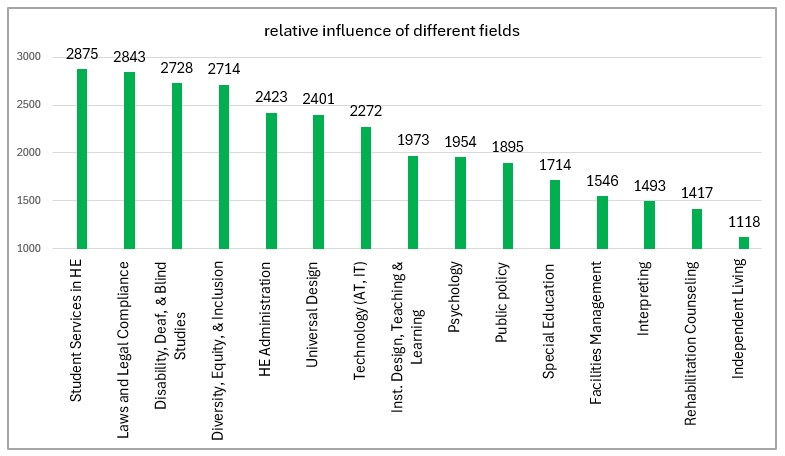 relative influence of different fields
3000
2500
2000
1500
1000
2875
2843
2728
2714
2423
2401
2272
1973
1954
1895
1714
1546
1493
1417
1118
Student Services in HE
Laws and Legal Compliance
Disability, Deaf, & Blind
Studies
Diversity, Equity, & Inclusion
HE Administration
Universal Design
Technology (AT, IT)
Inst. Design, Teaching &
Learning
Psychology
Public policy
Special Education
Facilities Management
Interpreting
Rehabilitation Counseling
Independent Living